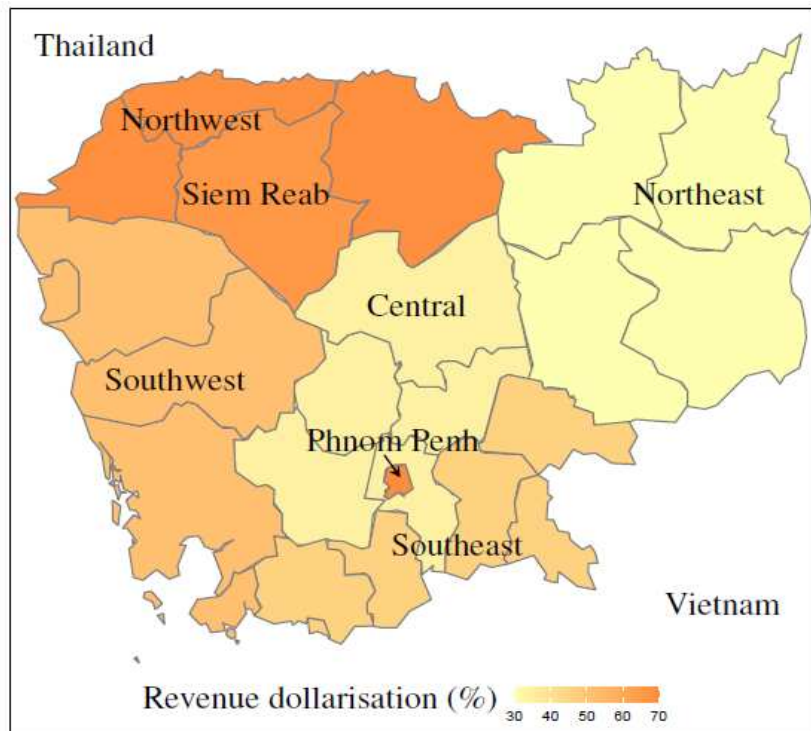 Thailand
Northwest
Siem Reab
Northeast
Central
Southwest
Phnom Penh
Southeast
Vietnam
Revenue dollarisation (%)
30 40 50 60 70